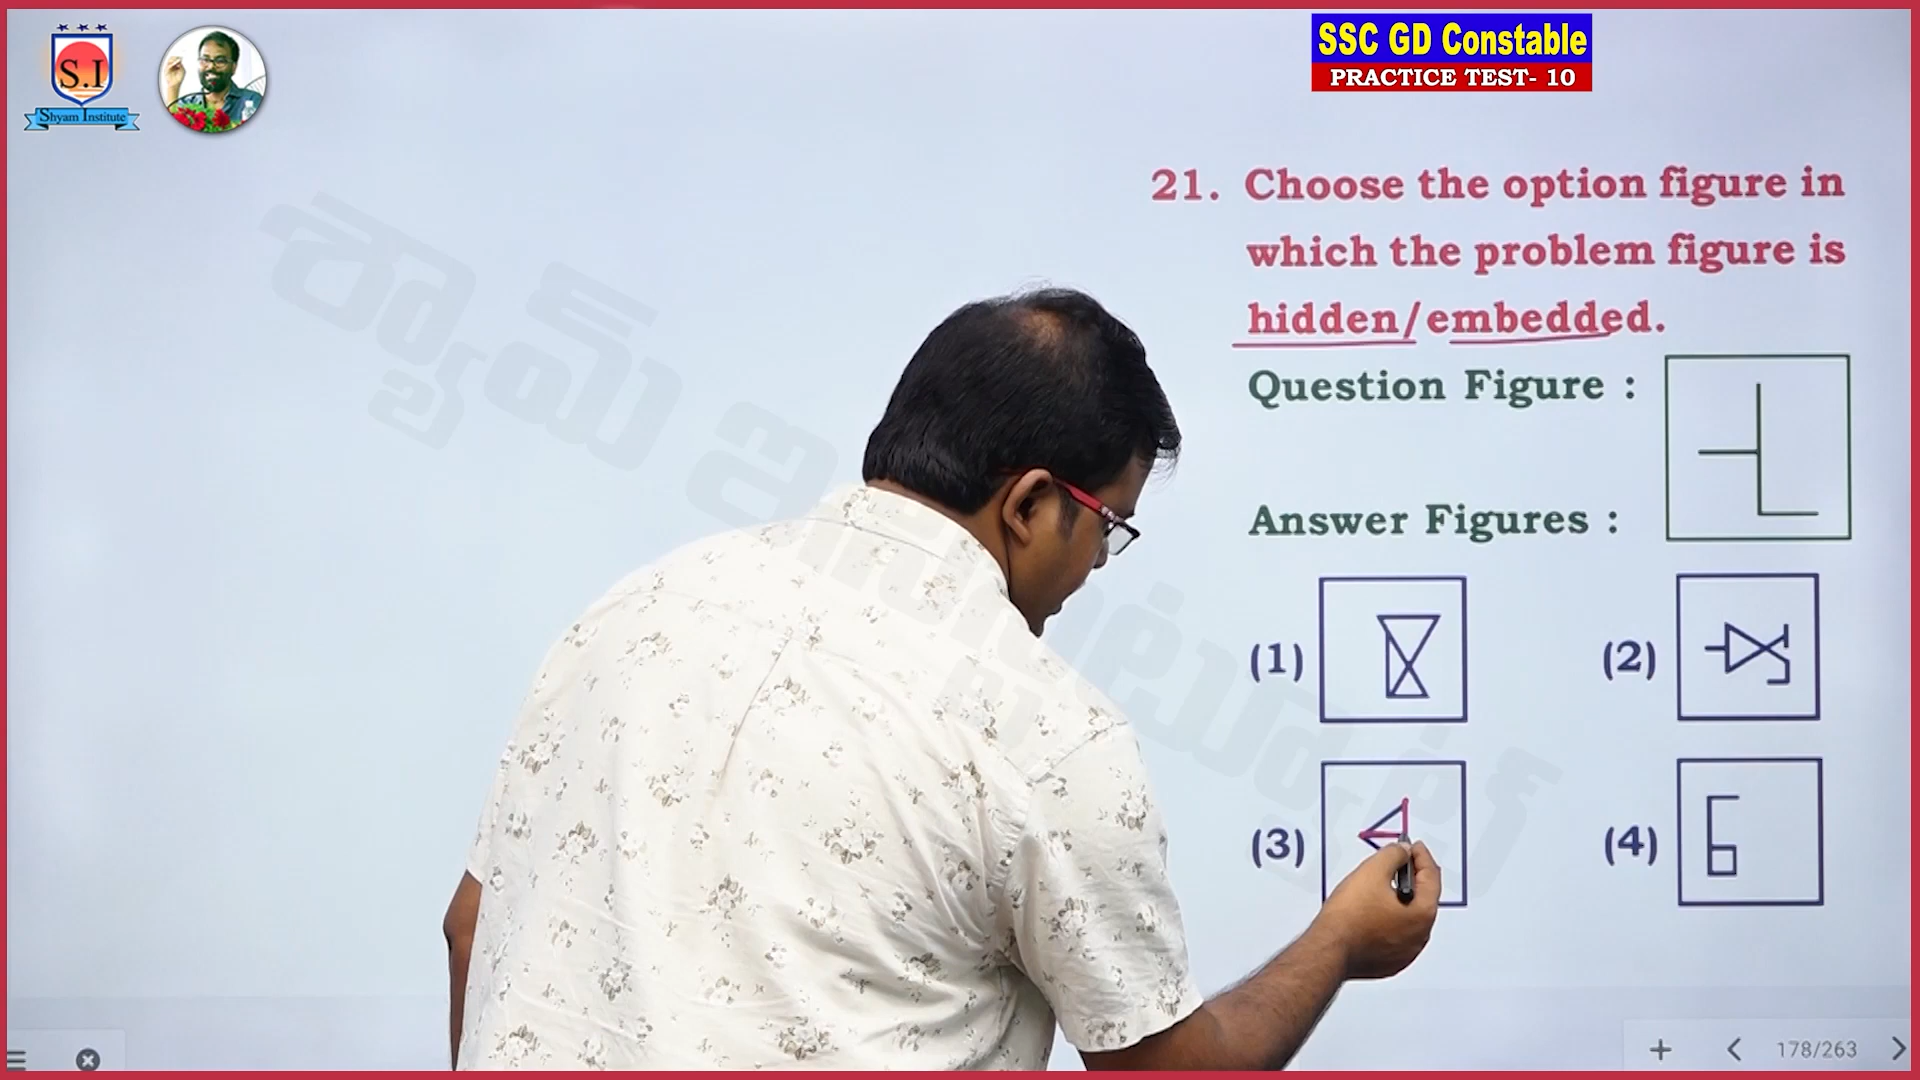 S.I
Shyam Institute
SSC GD Constable
PRACTICE TEST- 10
21. Choose the option figure in
which the problem figure is
hidden/embedded.
Question Figure :
Answer Figures :
(1)
(2)
(3)
(4)
178/263